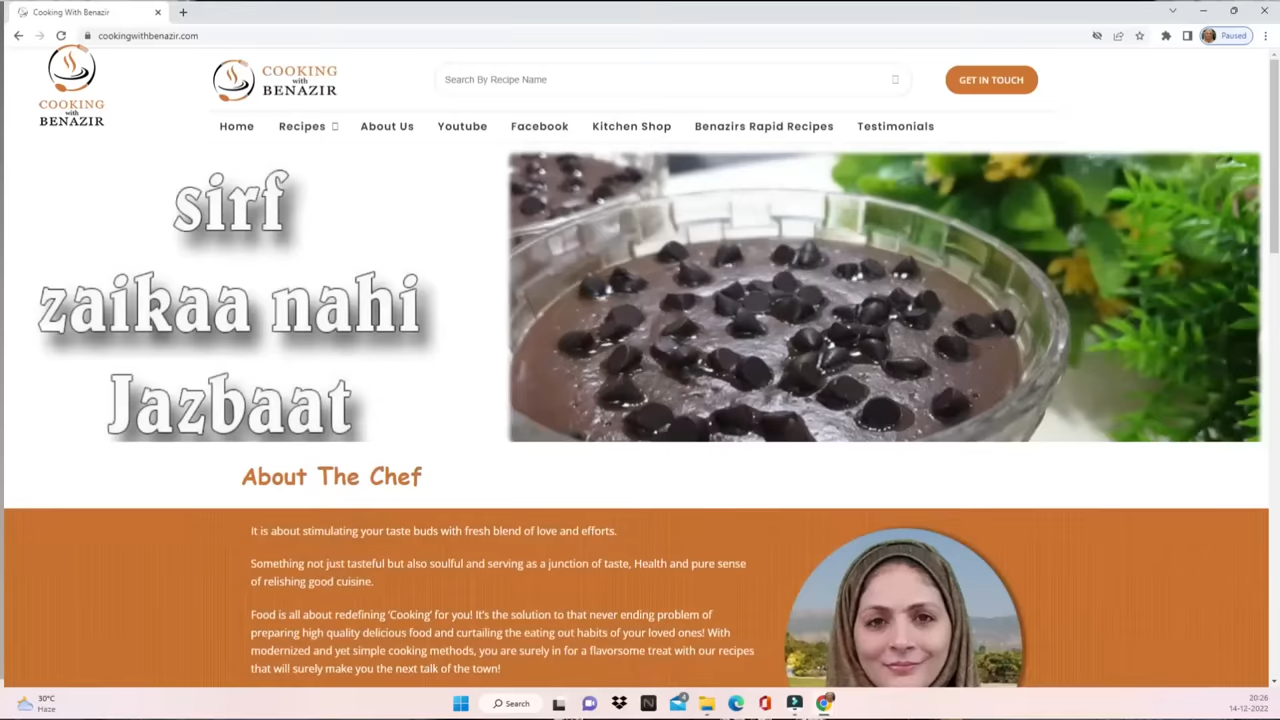 Cooking With Benazir
cookingwithbenazir.com
Paused
COOKING
with
BENAZIR
COOKING
with
BENAZIR
Search By Recipe Name
GET IN TOUCH
Home Recipes About Us Youtube Facebook Kitchen Shop Benazirs Rapid Recipes Testimonials
sirf
zaikaa nahi
Jazbaat
About The Chef
It is about stimulating your taste buds with fresh blend of love and efforts.
Something not just tasteful but also soulful and serving as a junction of taste, Health and pure sense
of relishing good cuisine.
Food is all about redefining ‘Cooking’ for you! It's the solution to that never ending problem of
preparing high quality delicious food and curtailing the eating out habits of your loved ones! With
modernized and yet simple cooking methods, you are surely in for a flavorsome treat with our recipes
that will surely make you the next talk of the town!
30°C
Haze
Search
20:26
14-12-2022